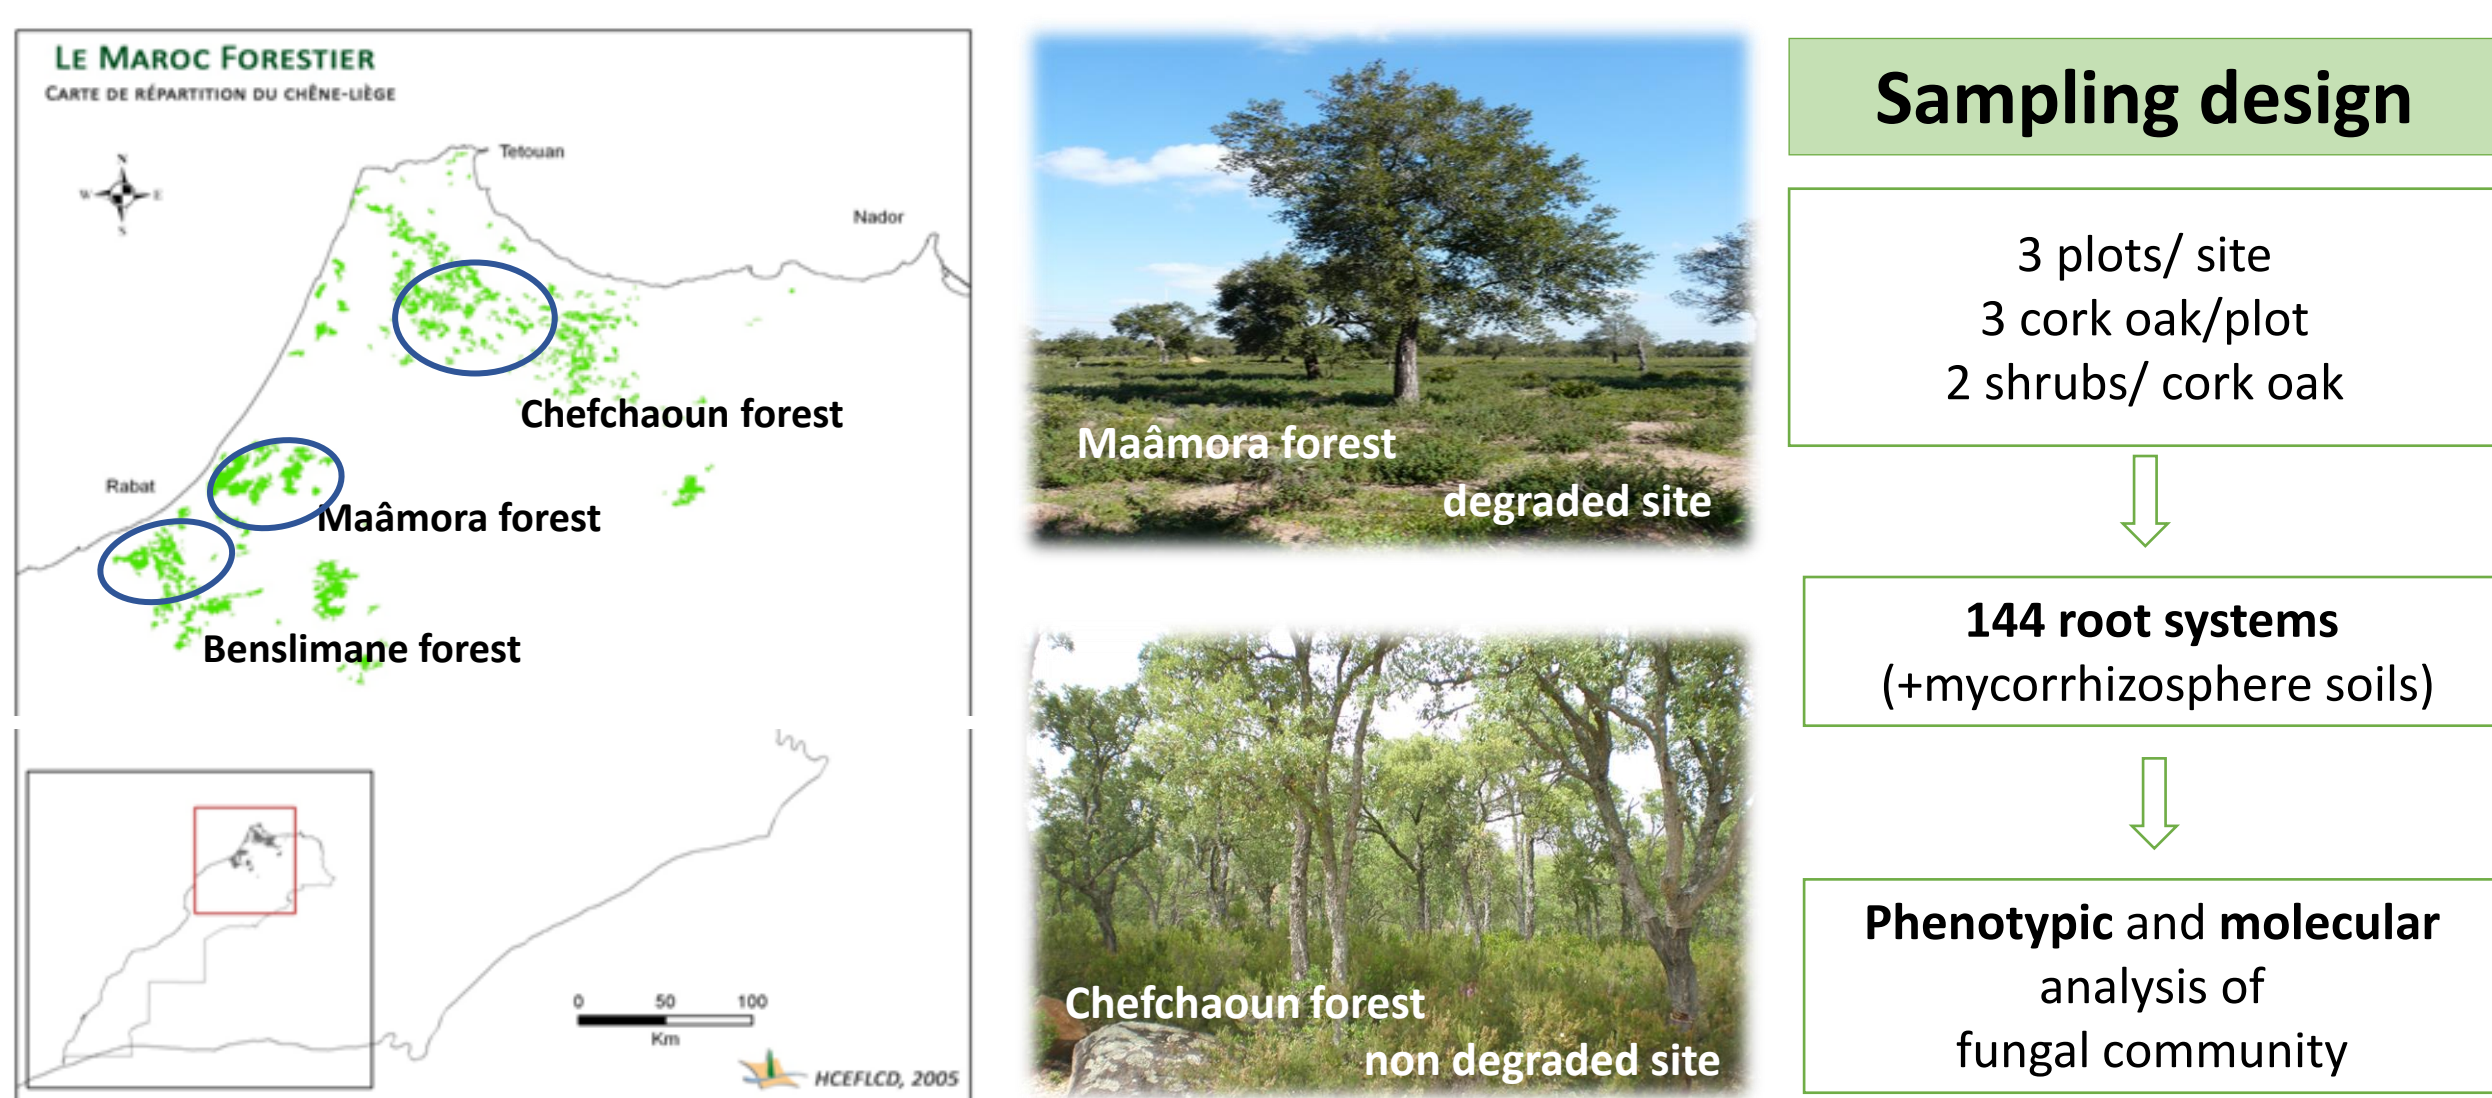 LE MAROC FORESTIER
CARTE DE RÉPARTITION DU CHÊNE-LIÈGE
N
W
E
S
Tetouan
Nador
Chefchaoun forest
Rabat
Maâmora forest
Benslimane forest
0 50 100
Km
HCEFLCD, 2005
Maâmora forest
degraded site
Chefchaoun forest
non degraded site
Sampling design
3 plots/ site
3 cork oak/plot
2 shrubs/ cork oak
144 root systems
(+mycorrhizosphere soils)
Phenotypic and molecular
analysis of
fungal community